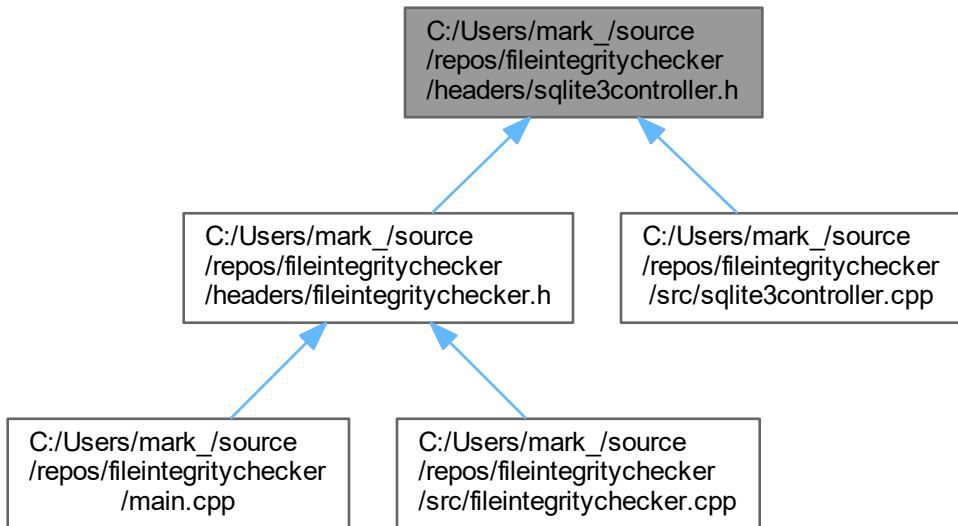 C:/Users/mark_/source
/repos/fileintegritychecker
/headers/sqlite3controller.h
C:/Users/mark_/source
/repos/fileintegritychecker
/headers/fileintegritychecker.h
C:/Users/mark_/source
/repos/fileintegritychecker
/src/sqlite3controller.cpp
C:/Users/mark_/source
/repos/fileintegritychecker
/main.cpp
C:/Users/mark_/source
/repos/fileintegritychecker
/src/fileintegritychecker.cpp